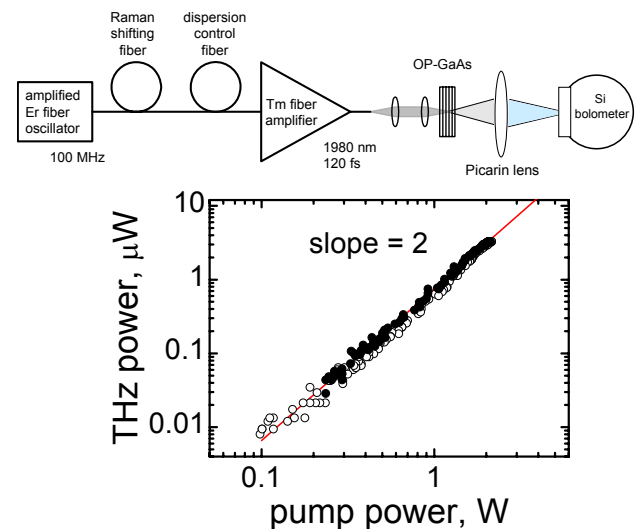 Raman
shifting
fiber
dispersion
control
fiber
OP-GaAs
amplified
Er fiber
oscillator
Tm fiber
amplifier
Si
bolometer
100 MHz
1980 nm
120 fs
Picarin lens
10
1
0.1
0.01
THz power, μW
slope = 2
0.1
1
pump power, W